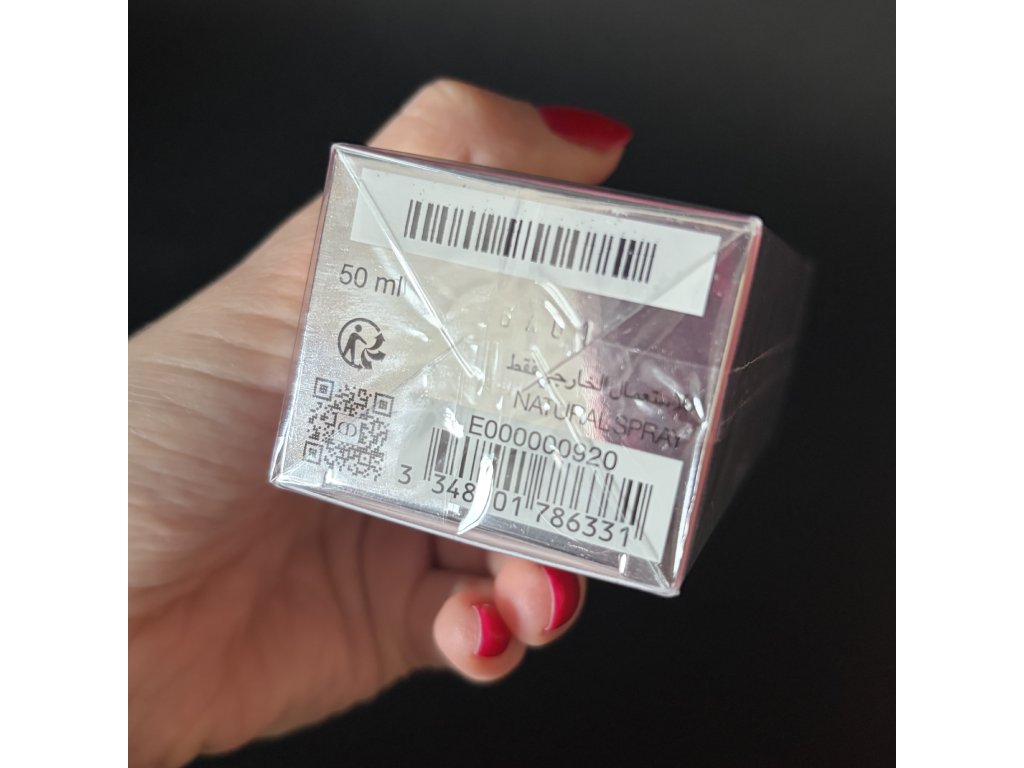 50 ml
للاستعمال الخارجي فقط
NATURAL SPRAY
E000000920
3 348901 786331